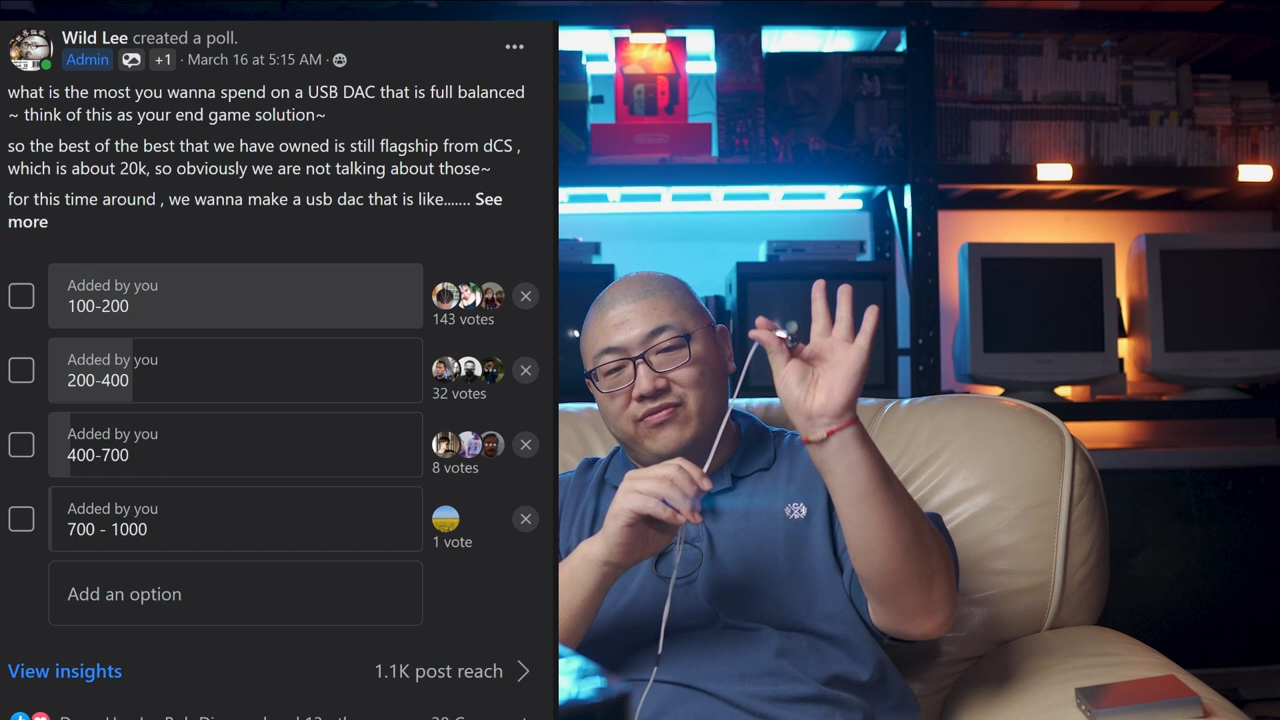 Wild Lee created a poll.
Admin +1 · March 16 at 5:15 AM ·
what is the most you wanna spend on a USB DAC that is full balanced
~ think of this as your end game solution~
so the best of the best that we have owned is still flagship from dCS ,
which is about 20k, so obviously we are not talking about those~
for this time around , we wanna make a usb dac that is like....... See
more
Added by you
100-200
143 votes
Added by you
200-400
32 votes
Added by you
400-700
8 votes
Added by you
700 - 1000
1 vote
Add an option
View insights
1.1K post reach